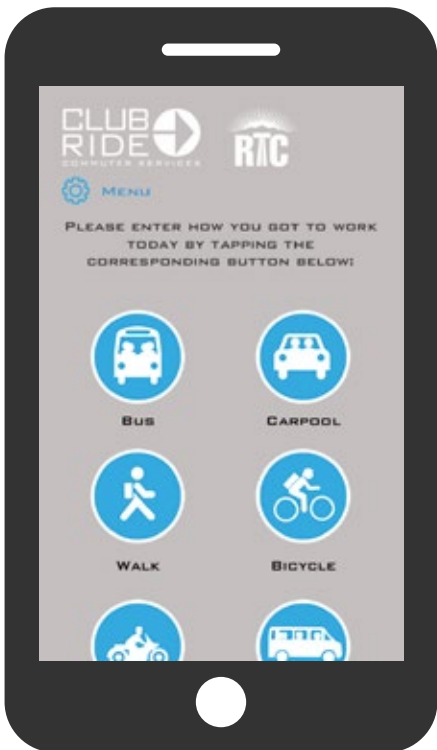 CLUB
RIDE
COMMUTER SERVICES
RTC
MENU
PLEASE ENTER HOW YOU GOT TO WORK
TODAY BY TAPPING THE
CORRESPONDING BUTTON BELOW:
BUS
CARPOOL
WALK
BICYCLE